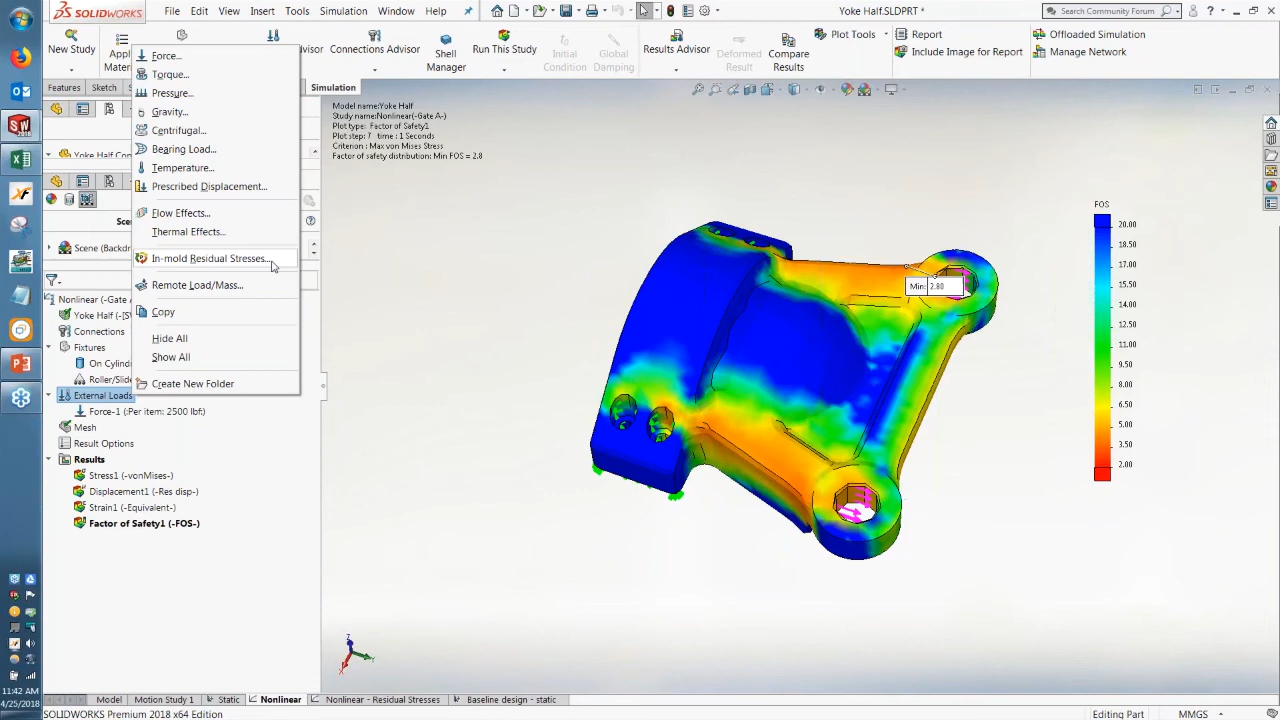 SOLIDWORKS
File Edit View Insert Tools Simulation Window Help
Yoke Half.SLDPRT *
Search Community Forum
New Study
Connections Advisor
Shell Manager
Run This Study
Initial Condition
Global Damping
Results Advisor
Deformed Result
Compare Results
Plot Tools
Report
Include Image for Report
Offloaded Simulation
Manage Network
Features Sketch
Simulation
Force...
Torque...
Pressure...
Gravity...
Centrifugal...
Bearing Load...
Temperature...
Prescribed Displacement...
Flow Effects...
Thermal Effects...
In-mold Residual Stresses...
Remote Load/Mass...
Copy
Hide All
Show All
Create New Folder
Scene (Backdr
Nonlinear (-Gate A
Yoke Half (-[S
Connections
Fixtures
On Cylind
Roller/Slid
External Loads
Force-1 (:Per item: 2500 lbf:)
Mesh
Result Options
Results
Stress1 (-vonMises-)
Displacement1 (-Res disp-)
Strain1 (-Equivalent-)
Factor of Safety1 (-FOS-)
Model name:Yoke Half
Study name:Nonlinear(-Gate A-)
Plot type: Factor of Safety1
Plot step: 7 time : 1 Seconds
Criterion : Max von Mises Stress
Factor of safety distribution: Min FOS = 2.8
Min: 2.80
FOS
20.00
18.50
17.00
15.50
14.00
12.50
11.00
9.50
8.00
6.50
5.00
3.50
2.00
Z
Y
X
Model Motion Study 1 Static Nonlinear Nonlinear - Residual Stresses Baseline design - static
SOLIDWORKS Premium 2018 x64 Edition
Editing Part
MMGS
11:42 AM
4/25/2018